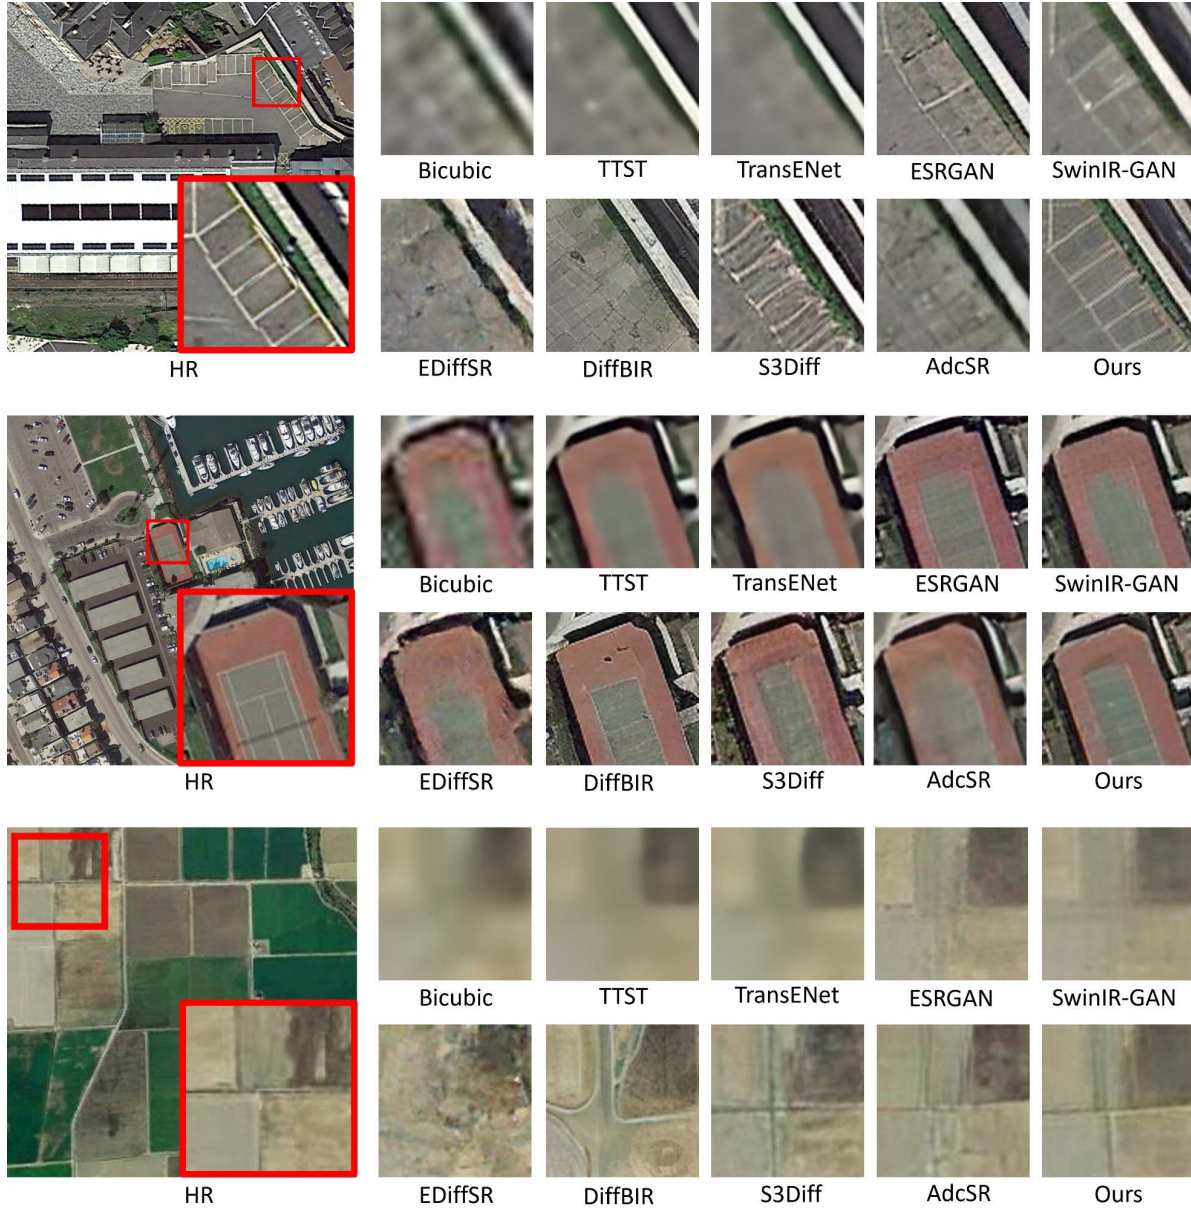 Bicubic TTST TransENet ESRGAN SwinIR-GAN
HR EDiffSR DiffBIR S3Diff AdcSR Ours
Bicubic TTST TransENet ESRGAN SwinIR-GAN
HR EDiffSR DiffBIR S3Diff AdcSR Ours
Bicubic TTST TransENet ESRGAN SwinIR-GAN
HR EDiffSR DiffBIR S3Diff AdcSR Ours